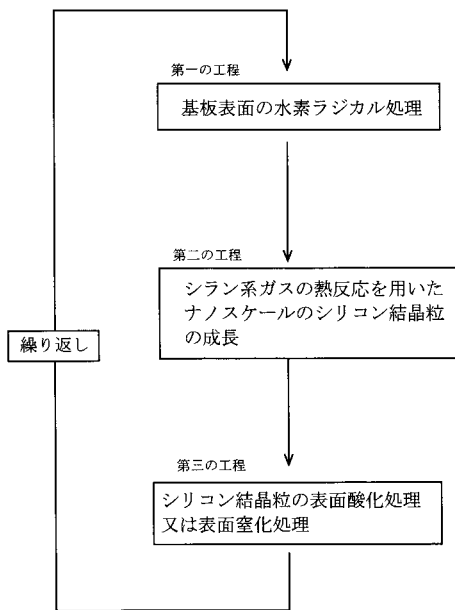 第一の工程
基板表面の水素ラジカル処理
第二の工程
シラン系ガスの熱反応を用いた
ナノスケールのシリコン結晶粒
の成長
繰り返し
第三の工程
シリコン結晶粒の表面酸化処理
又は表面窒化処理